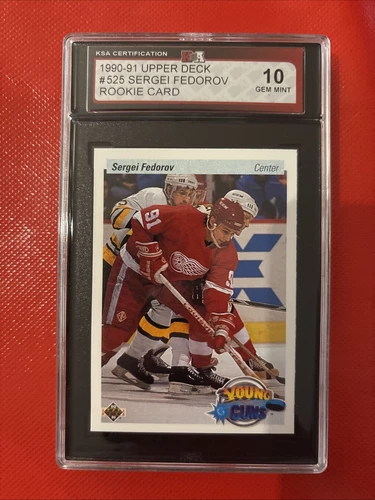 KSA CERTIFICATION
KSA
1990-91 UPPER DECK
#525 SERGEI FEDOROV
ROOKIE CARD
10
GEM MINT
Sergei Fedorov
Center
91
YOUNG
GUNS